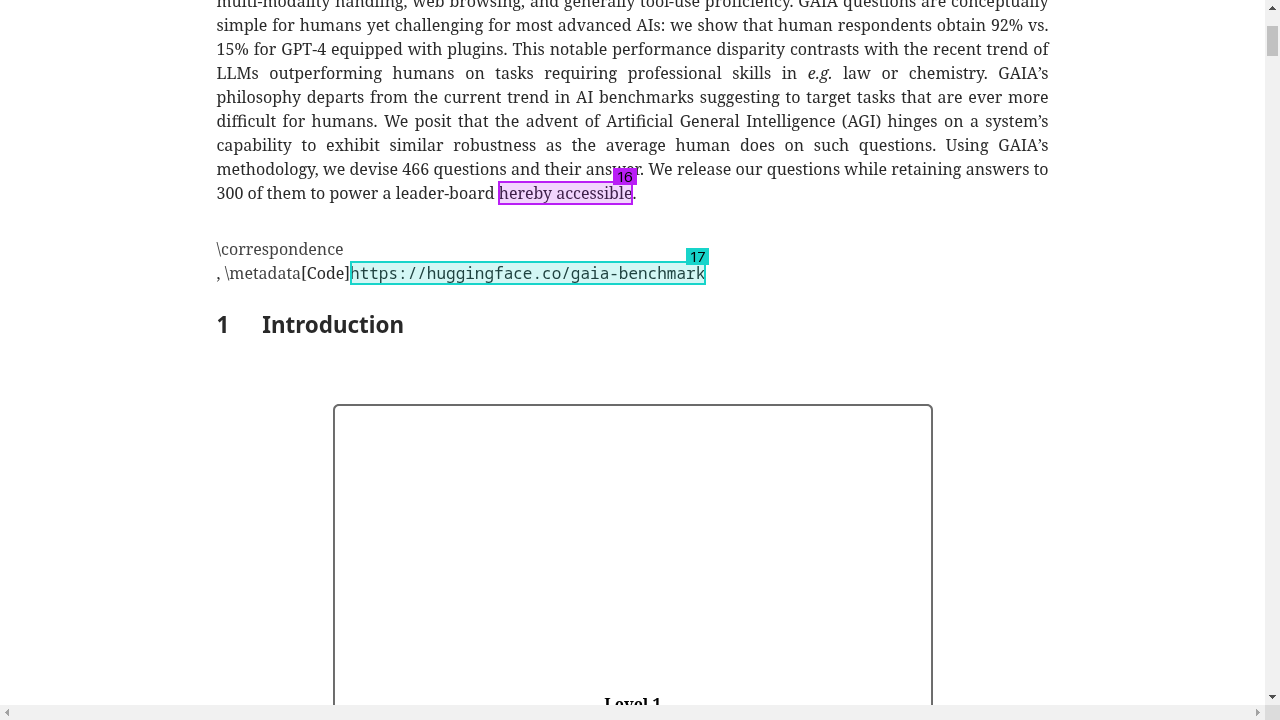 multi-modality handling, web browsing, and generally tool-use proficiency. GAIA questions are conceptually
simple for humans yet challenging for most advanced AIs: we show that human respondents obtain 92% vs.
15% for GPT-4 equipped with plugins. This notable performance disparity contrasts with the recent trend of
LLMs outperforming humans on tasks requiring professional skills in e.g. law or chemistry. GAIA’s
philosophy departs from the current trend in AI benchmarks suggesting to target tasks that are ever more
difficult for humans. We posit that the advent of Artificial General Intelligence (AGI) hinges on a system’s
capability to exhibit similar robustness as the average human does on such questions. Using GAIA’s
methodology, we devise 466 questions and their answer. We release our questions while retaining answers to
16
300 of them to power a leader-board hereby accessible.
\correspondence
17
, \metadata[Code]https://huggingface.co/gaia-benchmark
1 Introduction
Level 1